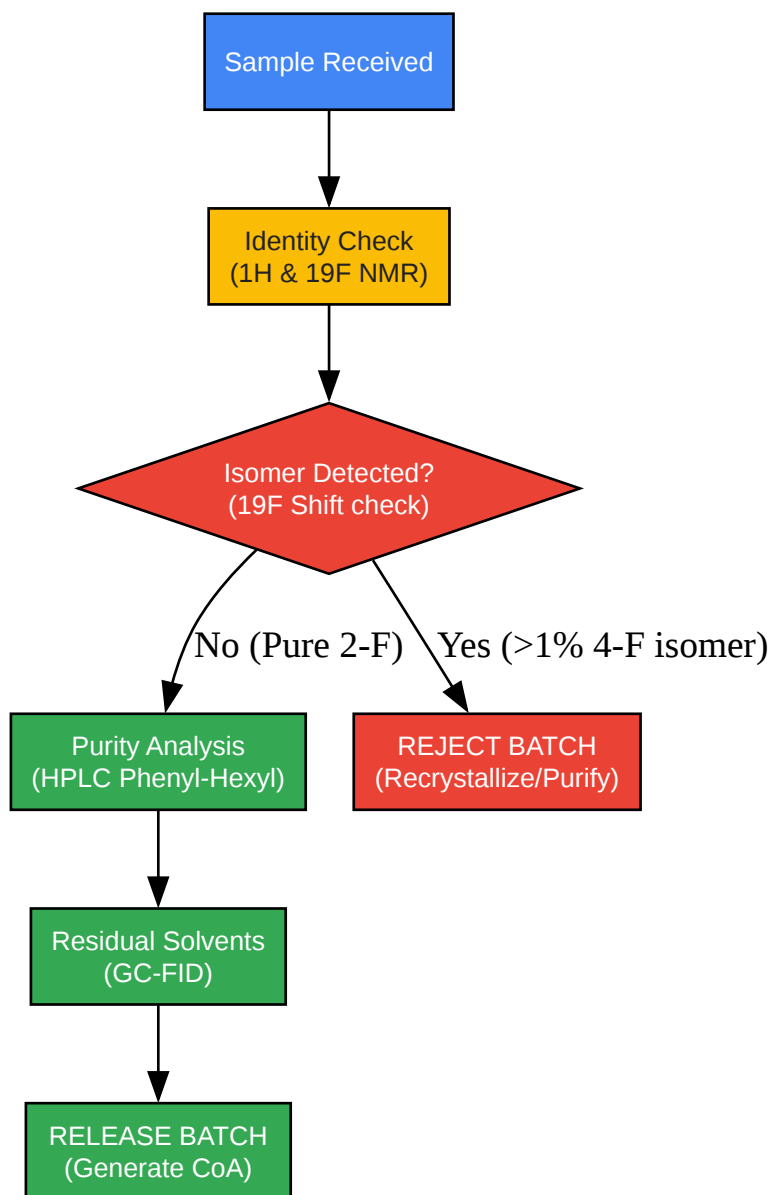 Sample Received
Identity Check
(1H & 19F NMR)
Isomer Detected?
(19F Shift check)
No (Pure 2-F)
Yes (>1% 4-F isomer)
Purity Analysis
(HPLC Phenyl-Hexyl)
REJECT BATCH
(Recrystallize/Purify)
Residual Solvents
(GC-FID)
RELEASE BATCH
(Generate CoA)